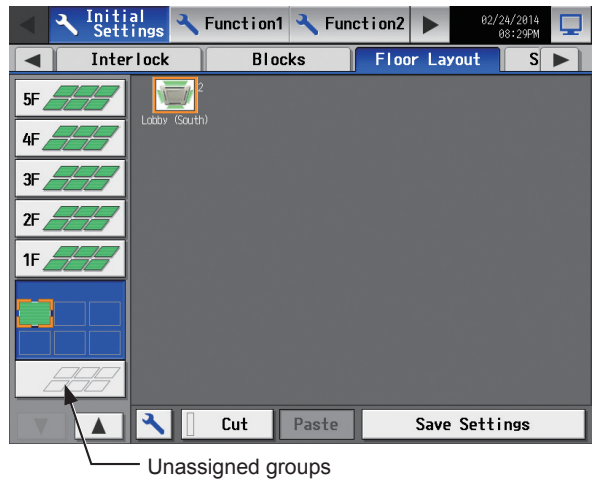 Initial
Settings
Function1
Function2
02/24/2014
08:29PM
Interlock
Blocks
Floor Layout
S
5F
2
Lobby (South)
4F
3F
2F
1F
Cut
Paste
Save Settings
Unassigned groups